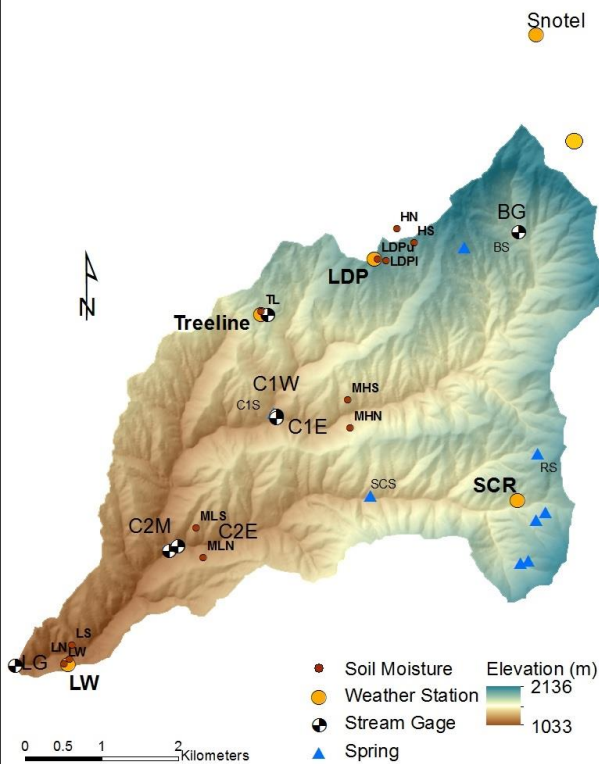 Snotel
BG
BS
HN
HS
LDPu
LDPl
LDP
TL
Treeline
C1W
C1S
C1E
MHS
MHN
RS
SCS
SCR
C2M
MLS
C2E
MLN
LS
LN
LW
LG
LW
N
Soil Moisture
Weather Station
Stream Gage
Spring
Elevation (m)
2136
1033
0 0.5 1 2
Kilometers